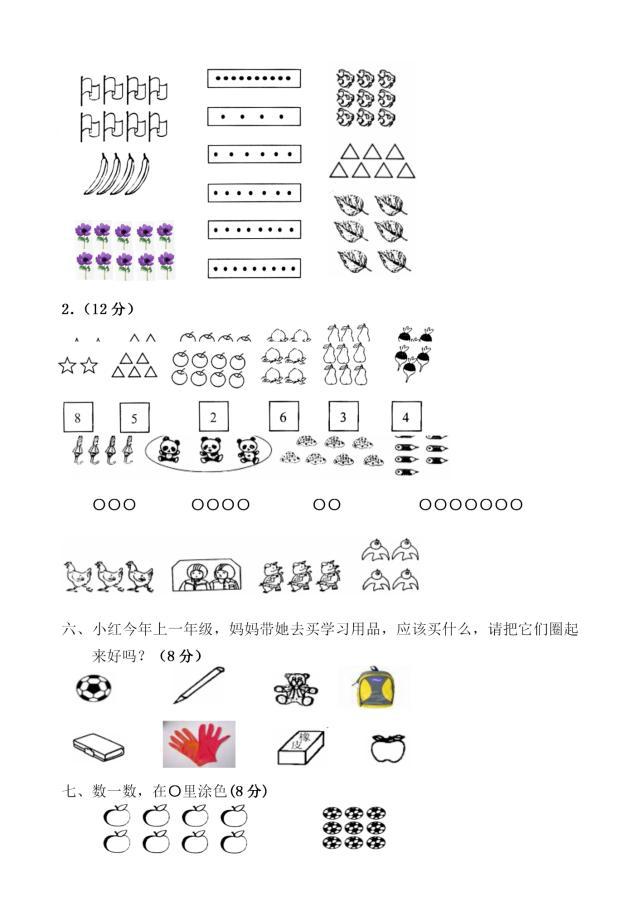 2.（12 分）
8 5 2 6 3 4
六、小红今年上一年级，妈妈带她去买学习用品，应该买什么，请把它们圈起
来好吗？（8 分）
橡皮
七、数一数，在〇里涂色(8 分)